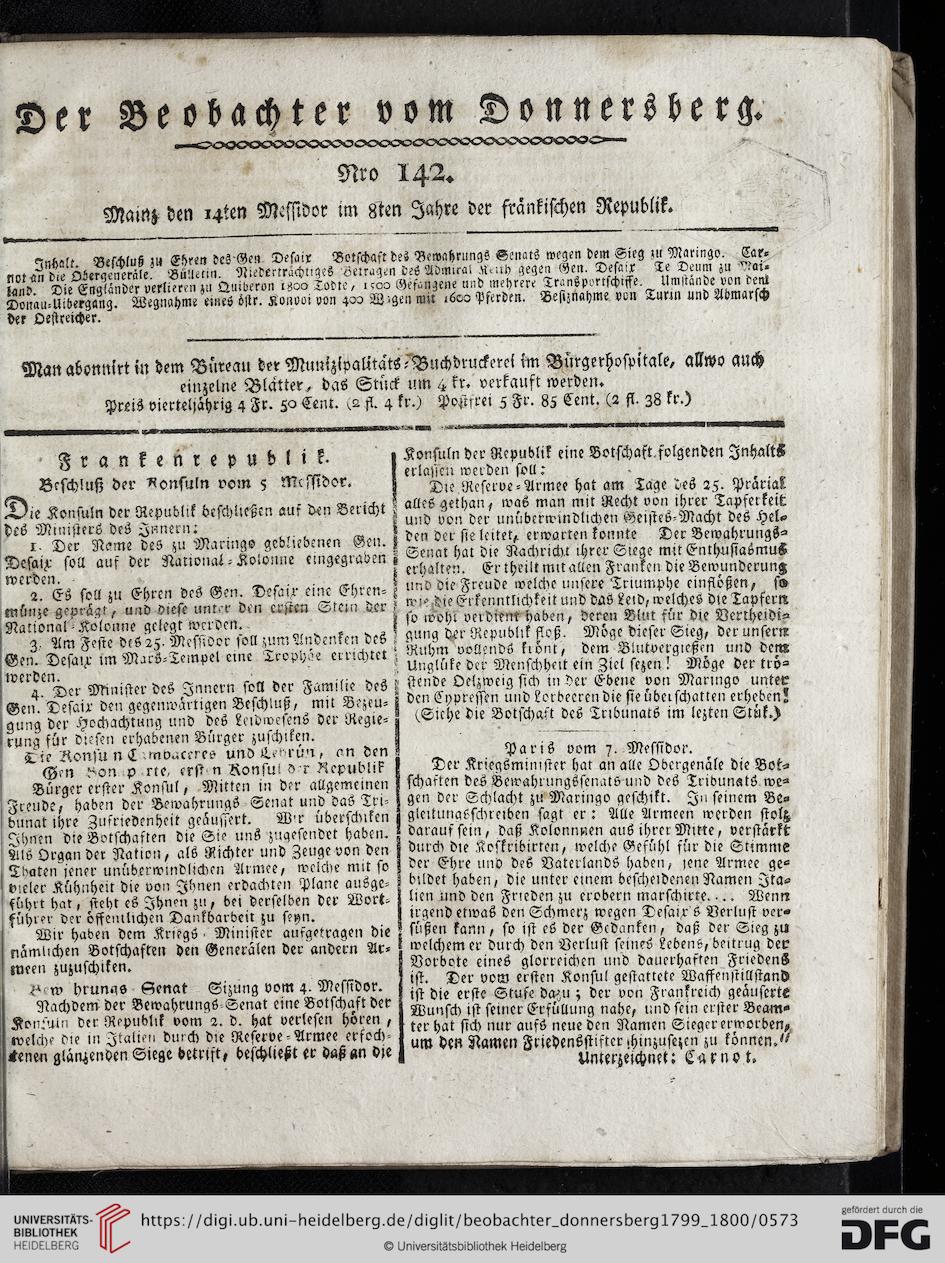 Der Beobachter vom Donnersberg.
Nro 142.
Mainz den 14ten Messidor im 8ten Jahre der fränkischen Republik.
Inhalt. Beschluß zu Ehren des Gen. Desaix Botschaft des Bewahrungs Senats wegen dem Sieg zu Maringo. Car-
not an die Obergeneräle. Bülletin. Niederträchtiges Betragen des Admiral Keith gegen Gen. Desaix Te Deum zu Mai-
land. Die Engländer verlieren zu Quiberon 1800 Todte, 1500 Gefangene und mehrere Transportschiffe. Umstände von dem
Donau-Uibergang. Wegnahme eines östr. Konvoi von 400 Wagen mit 1600 Pferden. Besiznahme von Turin und Abmarsch
der Oestreicher.
Man abonnirt in dem Büreau der Munizipalitäts-Buchdruckerei im Bürgerhospitale, allwo auch
einzelne Blätter, das Stück um 4 kr. verkauft werden.
Preis vierteljährig 4 Fr. 50 Cent. (2 fl. 4 kr.) Postfrei 5 Fr. 85 Cent. (2 fl. 38 kr.)
Frankenrepublik.
Beschluß der Konsuln vom 5 Messidor.
Die Konsuln der Republik beschließen auf den Bericht
des Ministers des Innern:
1. Der Name des zu Maringo gebliebenen Gen.
Desaix soll auf der National-Kolonne eingegraben
werden.
2. Es soll zu Ehren des Gen. Desaix eine Ehren-
münze geprägt, und diese unter den ersten Stein der
National-Kolonne gelegt werden.
3. Am Feste des 25. Messidor soll zum Andenken des
Gen. Desaix im Mars-Tempel eine Trophäe errichtet
werden.
4. Der Minister des Innern soll der Familie des
Gen. Desaix den gegenwärtigen Beschluß, mit Bezeu-
gung der Hochachtung und des Leidwesens der Regie-
rung für diesen erhabenen Bürger zuschiken.
Die Konsuln Cambaceres und Lebrün, an den
Gen Bonaparte, ersten Konsul der Republik
Bürger erster Konsul, Mitten in der allgemeinen
Freude, haben der Bewahrungs Senat und das Tri-
bunat ihre Zufriedenheit geäussert. Wir überschiken
Ihnen die Botschaften die Sie uns zugesendet haben.
Als Organ der Nation, als Richter und Zeuge von den
Thaten jener unüberwindlichen Armee, welche mit so
vieler Kühnheit die von Ihnen erdachten Plane ausge-
führt hat, steht es Ihnen zu, bei derselben der Wort-
führer der öffentlichen Dankbarkeit zu seyn.
Wir haben dem Kriegs Minister aufgetragen die
nämlichen Botschaften den Generälen der andern Ar-
meen zuzuschiken.
Bewahrungs Senat Sizung vom 4. Messidor.
Nachdem der Bewahrungs-Senat eine Botschaft der
Konsuln der Republik vom 2. d. hat verlesen hören,
welche die in Italien durch die Reserve-Armee erfoch-
tenen glänzenden Siege betrift, beschließt er daß an die
Konsuln der Republik eine Botschaft folgenden Inhalts
erlassen werden soll:
Die Reserve-Armee hat am Tage des 25. Prärial
alles gethan, was man mit Recht von ihrer Tapferkeit
und von der unüberwindlichen Geistes-Macht des Hel-
den der sie leitet, erwarten konnte Der Bewahrungs-
Senat hat die Nachricht ihrer Siege mit Enthusiasmus
erhalten. Er theilt mit allen Franken die Bewunderung
und die Freude welche unsere Triumphe einflößen, so
wie die Erkenntlichkeit und das Leid, welches die Tapfern
so wohl verdient haben, deren Blut für die Vertheidi-
gung der Republik floß. Möge dieser Sieg, der unsern
Ruhm vollends krönt, dem Blutvergießen und dem
Unglüke der Menschheit ein Ziel sezen! Möge der trö-
stende Oelzweig sich in der Ebene von Maringo unter
den Cypressen und Lorbeeren die sie überschatten erheben!
(Siehe die Botschaft des Tribunats im lezten Stük.)
Paris vom 7. Messidor.
Der Kriegsminister hat an alle Obergenäle die Bot-
schaften des Bewahrungssenats und des Tribunats we-
gen der Schlacht zu Maringo geschikt. In seinem Be-
gleitungsschreiben sagt er: Alle Armeen werden stolz
darauf sein, daß Kolonnnen aus ihrer Mitte, verstärkt
durch die Koskribirten, welche Gefühl für die Stimme
der Ehre und des Vaterlands haben, jene Armee ge-
bildet haben, die unter einem bescheidenen Namen Ita-
lien und den Frieden zu erobern marschirte.... Wenn
irgend etwas den Schmerz wegen Desaix's Verlust ver-
süßen kann, so ist es der Gedanken, daß der Sieg zu
welchem er durch den Verlust seines Lebens, beitrug der
Vorbote eines glorreichen und dauerhaften Friedens
ist. Der vom ersten Konsul gestattete Waffenstillstand
ist die erste Stufe dazu; der von Frankreich geäuserte
Wunsch ist seiner Erfüllung nahe, und sein erster Beam-
ter hat sich nur aufs neue den Namen Sieger erworben,
um den Namen Friedensstifter hinzusezen zu können."
Unterzeichnet: Carnot.
UNIVERSITÄTS-
BIBLIOTHEK
HEIDELBERG
https://digi.ub.uni-heidelberg.de/diglit/beobachter_donnersberg1799_1800/0573
© Universitätsbibliothek Heidelberg
gefördert durch die
DFG